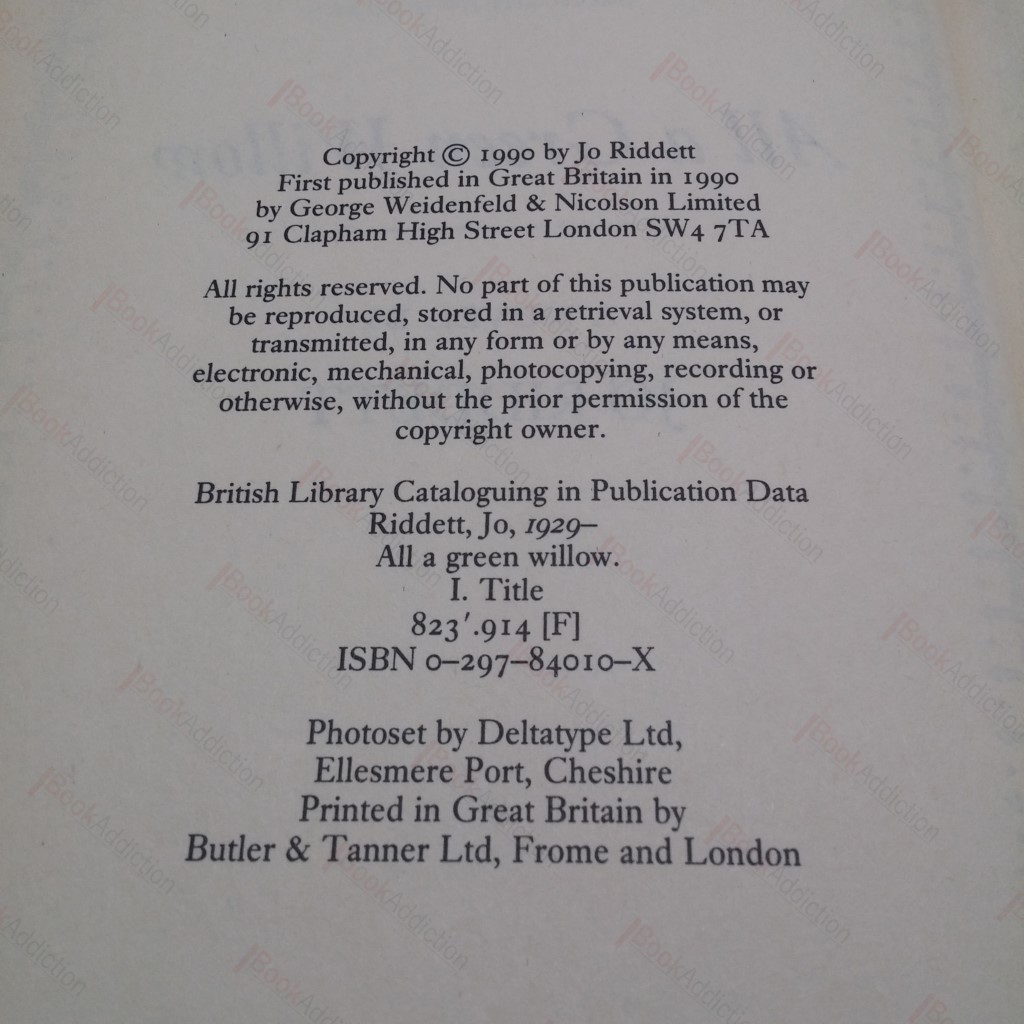 Copyright © 1990 by Jo Riddett
First published in Great Britain in 1990
by George Weidenfeld & Nicolson Limited
91 Clapham High Street London SW4 7TA
All rights reserved. No part of this publication may
be reproduced, stored in a retrieval system, or
transmitted, in any form or by any means,
electronic, mechanical, photocopying, recording or
otherwise, without the prior permission of the
copyright owner.
British Library Cataloguing in Publication Data
Riddett, Jo, 1929–
All a green willow.
I. Title
823′.914 [F]
ISBN 0–297–84010–X
Photoset by Deltatype Ltd,
Ellesmere Port, Cheshire
Printed in Great Britain by
Butler & Tanner Ltd, Frome and London
BookAddiction